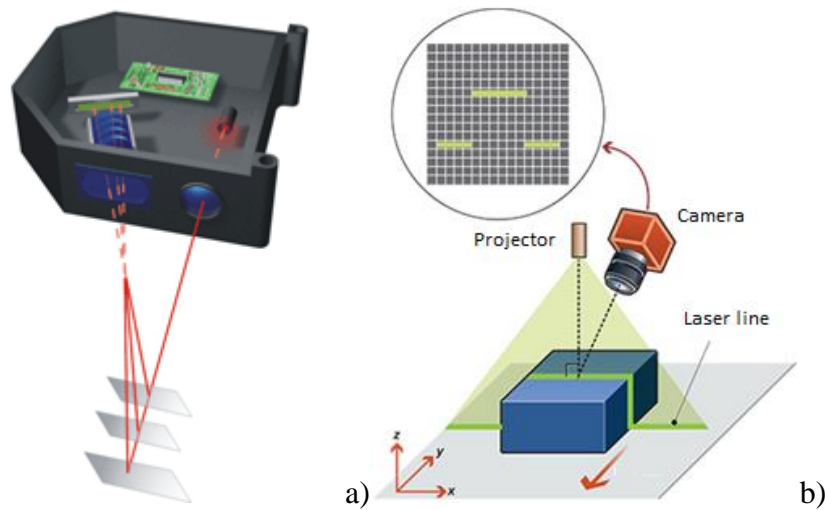 Projector
Camera
Laser line
z
y
x
a)
b)